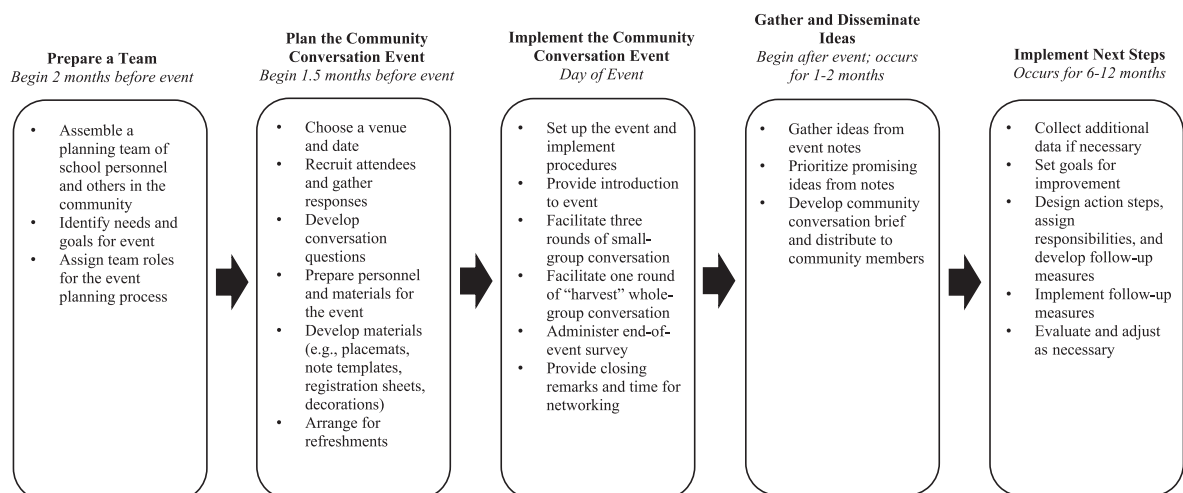 Prepare a Team
Begin 2 months before event
• Assemble a
planning team of
school personnel
and others in the
community
• Identify needs and
goals for event
• Assign team roles
for the event
planning process
Plan the Community
Conversation Event
Begin 1.5 months before event
• Choose a venue
and date
• Recruit attendees
and gather
responses
• Develop
conversation
questions
• Prepare personnel
and materials for
the event
• Develop materials
(e.g., placemats,
note templates,
registration sheets,
decorations)
• Arrange for
refreshments
Implement the Community
Conversation Event
Day of Event
• Set up the event and
implement
procedures
• Provide introduction
to event
• Facilitate three
rounds of small-
group conversation
• Facilitate one round
of “harvest” whole-
group conversation
• Administer end-of-
event survey
• Provide closing
remarks and time for
networking
Gather and Disseminate
Ideas
Begin after event; occurs
for 1-2 months
• Gather ideas from
event notes
• Prioritize promising
ideas from notes
• Develop community
conversation brief
and distribute to
community members
Implement Next Steps
Occurs for 6-12 months
• Collect additional
data if necessary
• Set goals for
improvement
• Design action steps,
assign
responsibilities, and
develop follow-up
measures
• Implement follow-up
measures
• Evaluate and adjust
as necessary